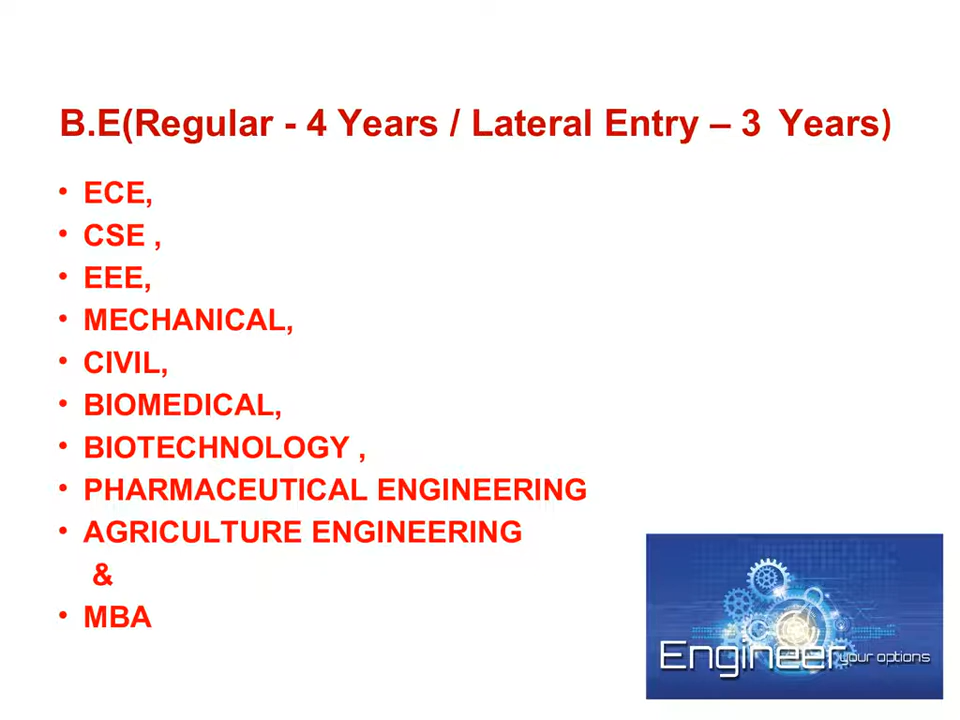 B.E(Regular - 4 Years / Lateral Entry – 3 Years)
• ECE,
• CSE ,
• EEE,
• MECHANICAL,
• CIVIL,
• BIOMEDICAL,
• BIOTECHNOLOGY ,
• PHARMACEUTICAL ENGINEERING
• AGRICULTURE ENGINEERING
&
• MBA
Engineer your options